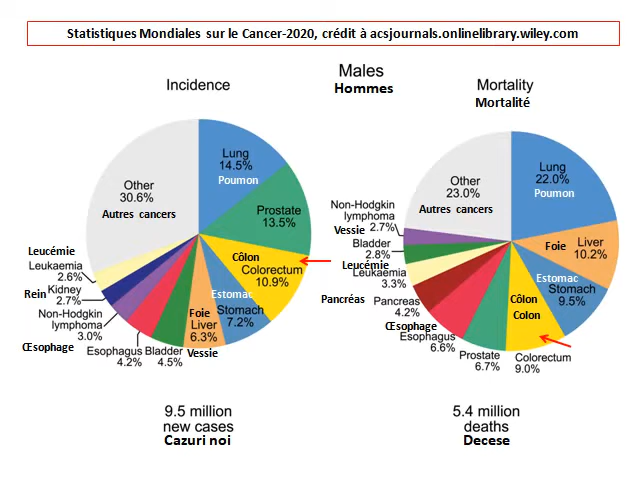 Statistiques Mondiales sur le Cancer-2020, crédit à acsjournals.onlinelibrary.wiley.com
Males
Hommes
Incidence
Lung
14.5%
Poumon
Prostate
13.5%
Côlon
Colorectum
10.9%
Estomac
Stomach
7.2%
Foie
Liver
6.3%
Vessie
Bladder
4.5%
Esophagus
4.2%
Œsophage
Non-Hodgkin
lymphoma
3.0%
Rein
Kidney
2.7%
Leucémie
Leukaemia
2.6%
Other
30.6%
Autres cancers
9.5 million
new cases
Cazuri noi
Mortality
Mortalité
Lung
22.0%
Poumon
Foie
Liver
10.2%
Estomac
Stomach
9.5%
Côlon
Colon
Colorectum
9.0%
Prostate
6.7%
Œsophage
Esophagus
6.6%
Pancréas
Pancreas
4.2%
Leucémie
Leukaemia
3.3%
Bladder
2.8%
Vessie
Non-Hodgkin
lymphoma
2.7%
Other
23.0%
Autres cancers
5.4 million
deaths
Decese